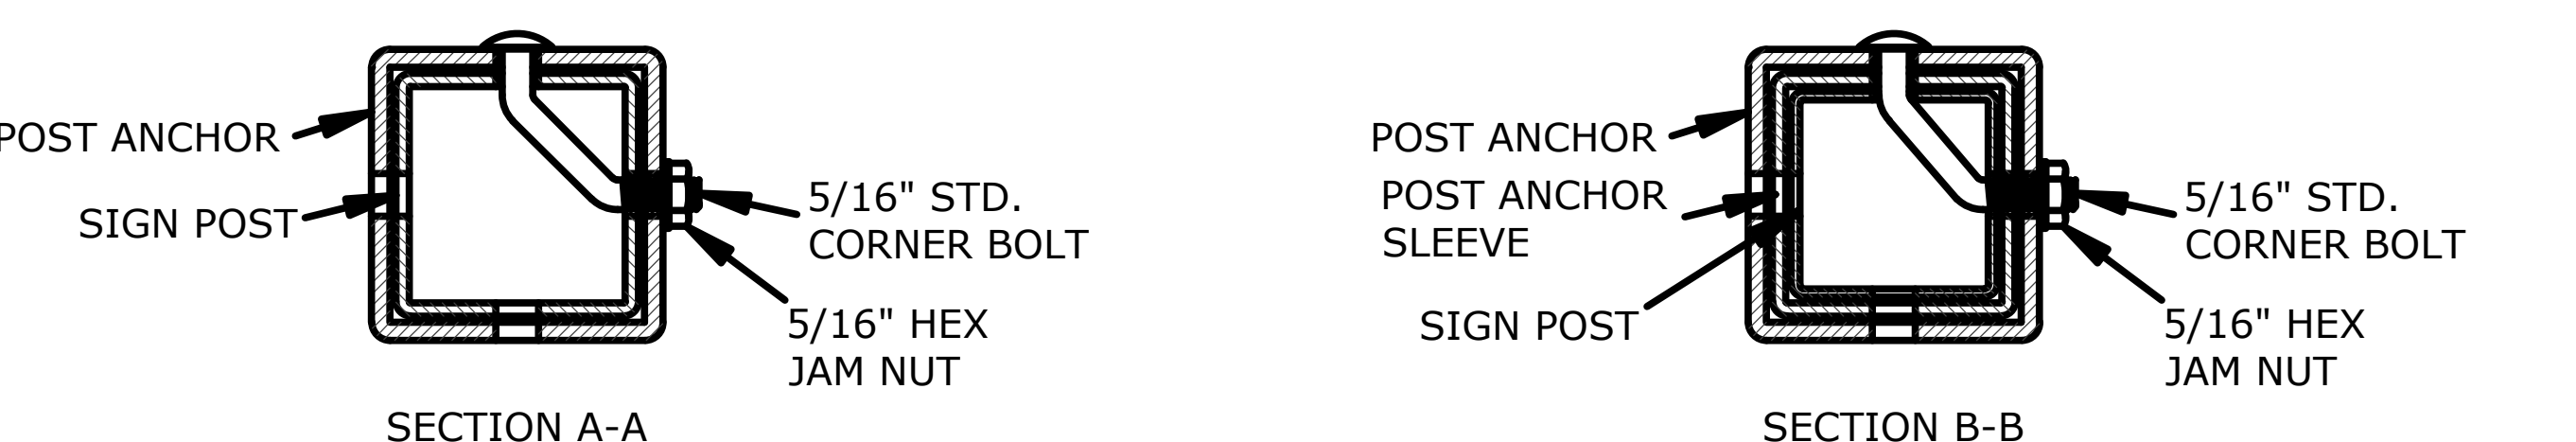 POST ANCHOR
SIGN POST
5/16" STD.
CORNER BOLT
5/16" HEX
JAM NUT
SECTION A-A
POST ANCHOR
POST ANCHOR
SLEEVE
SIGN POST
5/16" STD.
CORNER BOLT
5/16" HEX
JAM NUT
SECTION B-B